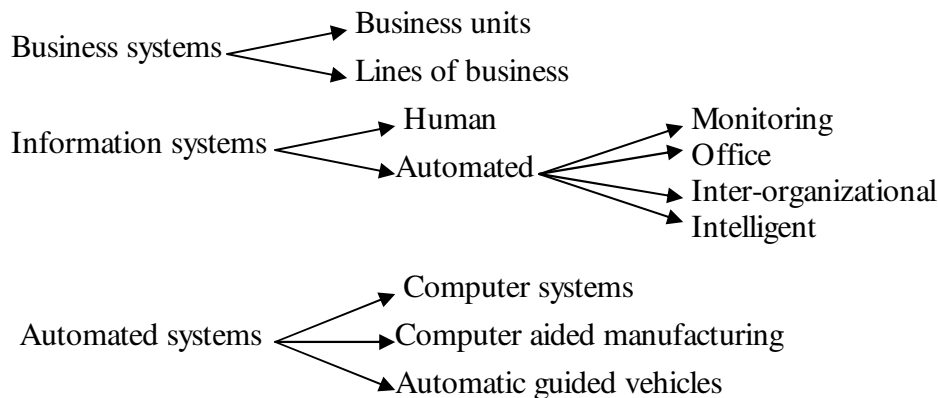 Business systems
Business units
Lines of business
Information systems
Human
Automated
Monitoring
Office
Inter-organizational
Intelligent
Automated systems
Computer systems
Computer aided manufacturing
Automatic guided vehicles